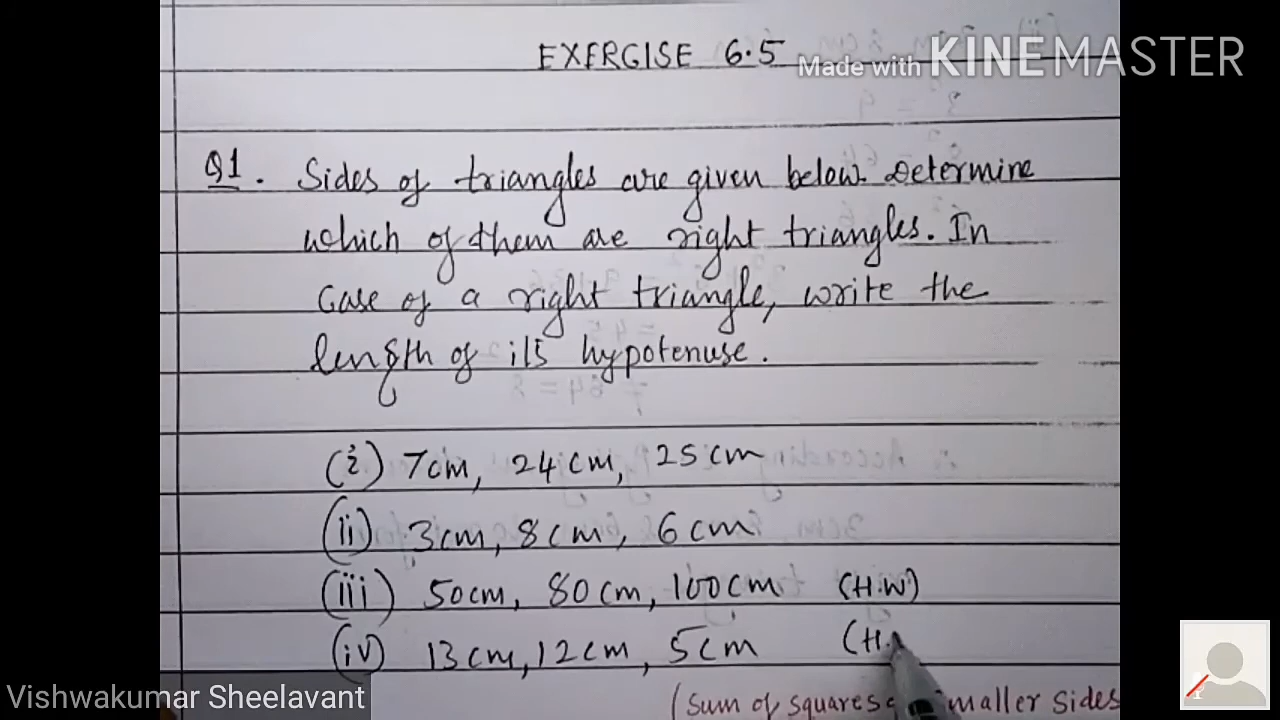 EXERCISE 6.5
Made with KINEMASTER
Q1. Sides of triangles are given below. Determine
which of them are right triangles. In
Case of a right triangle, write the
length of its hypotenuse.
(i) 7cm, 24cm, 25cm
(ii) 3cm, 8cm, 6cm
(iii) 50cm, 80cm, 100cm (H.W)
(iv) 13cm, 12cm, 5cm (H.
Vishwakumar Sheelavant
(Sum of squares smaller sides